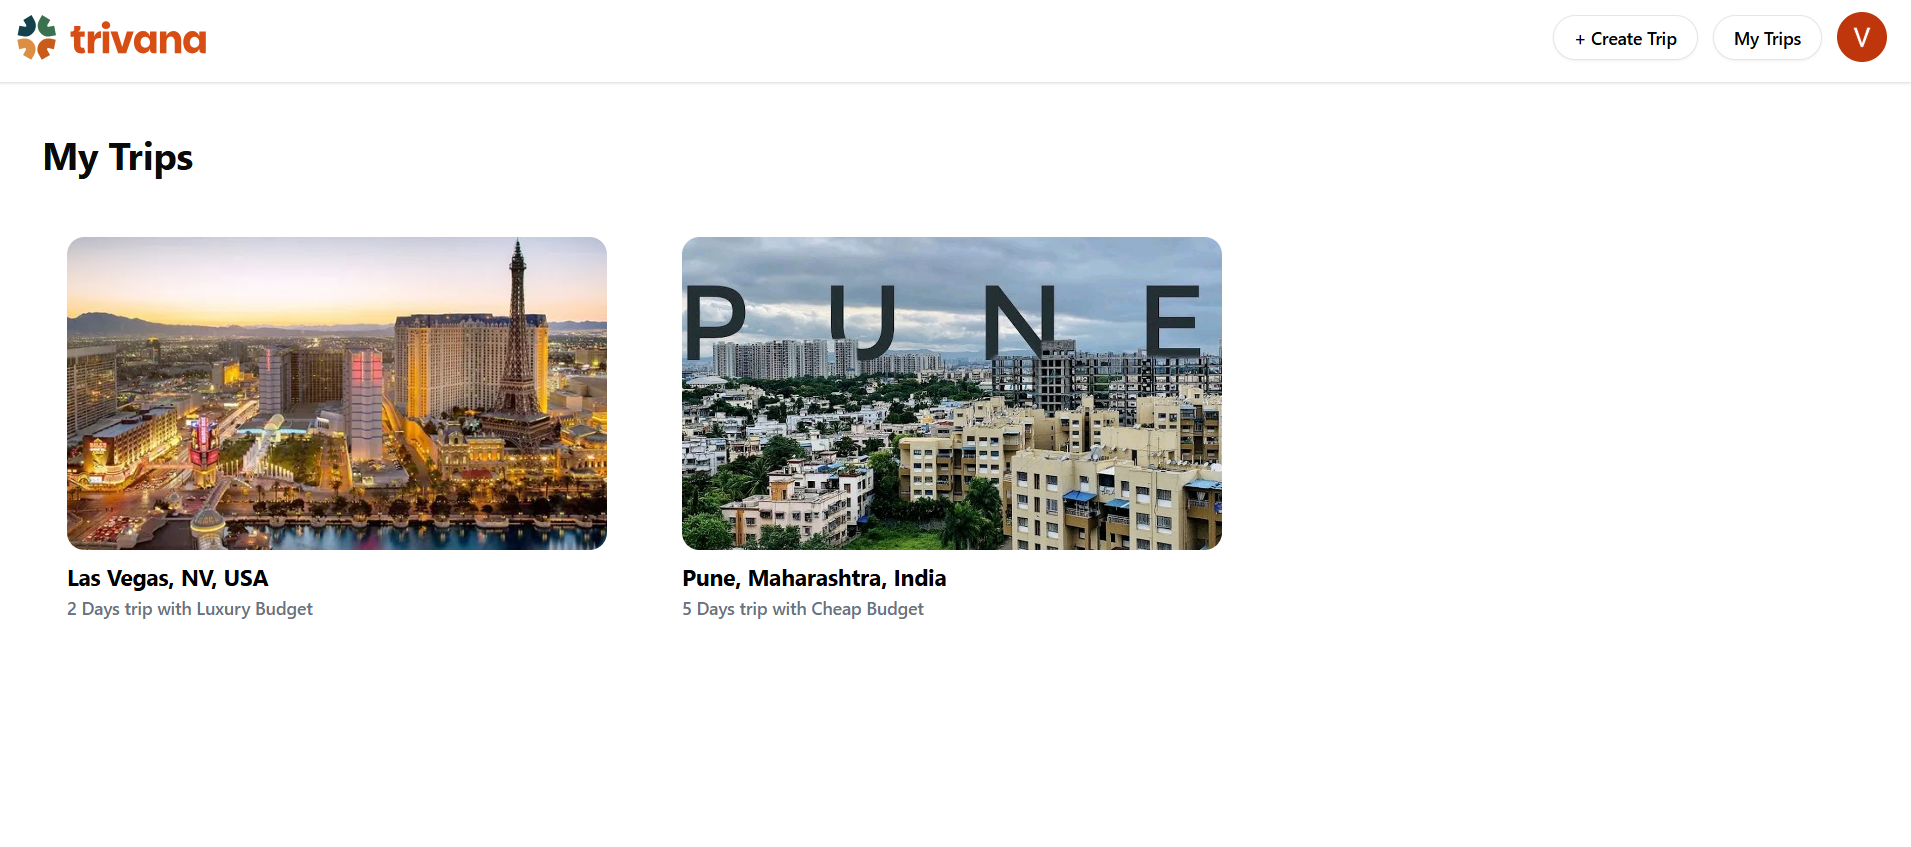 trivana
+ Create Trip
My Trips
V
My Trips
PUNE
Las Vegas, NV, USA
2 Days trip with Luxury Budget
Pune, Maharashtra, India
5 Days trip with Cheap Budget